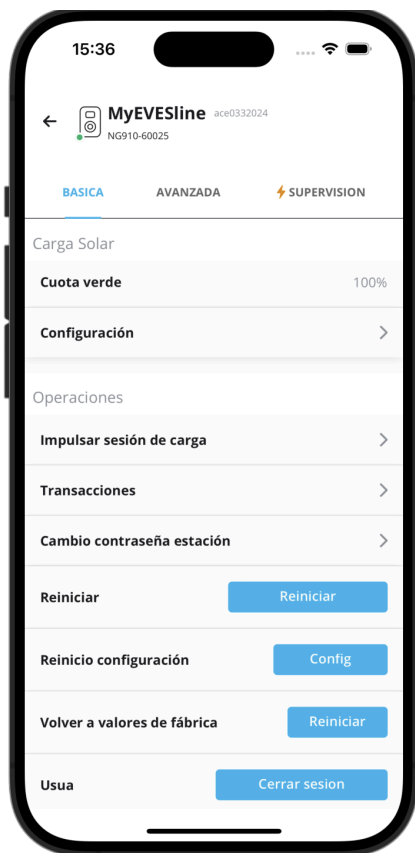 15:36
MyEVESline ace0332024
NG910-60025
BASICA AVANZADA SUPERVISION
Carga Solar
Cuota verde 100%
Configuración
Operaciones
Impulsar sesión de carga
Transacciones
Cambio contraseña estación
Reiniciar Reiniciar
Reinicio configuración Config
Volver a valores de fábrica Reiniciar
Usua Cerrar sesion